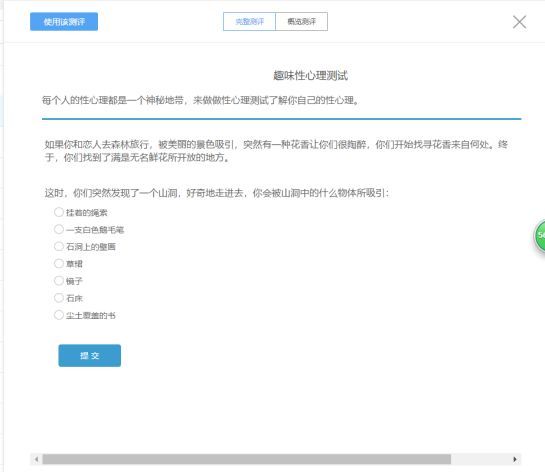 使用该测评
完整测评 概览测评
趣味性心理测试
每个人的性心理都是一个神秘地带，来做做性心理测试了解你自己的性心理。
如果你和恋人去森林旅行，被美丽的景色吸引，突然有一种花香让你们很陶醉，你们开始找寻花香来自何处。终
于，你们找到了满是无名鲜花所开放的地方。
这时，你们突然发现了一个山洞，好奇地走进去，你会被山洞中的什么物体所吸引：
挂着的绳索
一支白色鹅毛笔
石洞上的壁画
草裙
镜子
石床
尘土覆盖的书
提 交